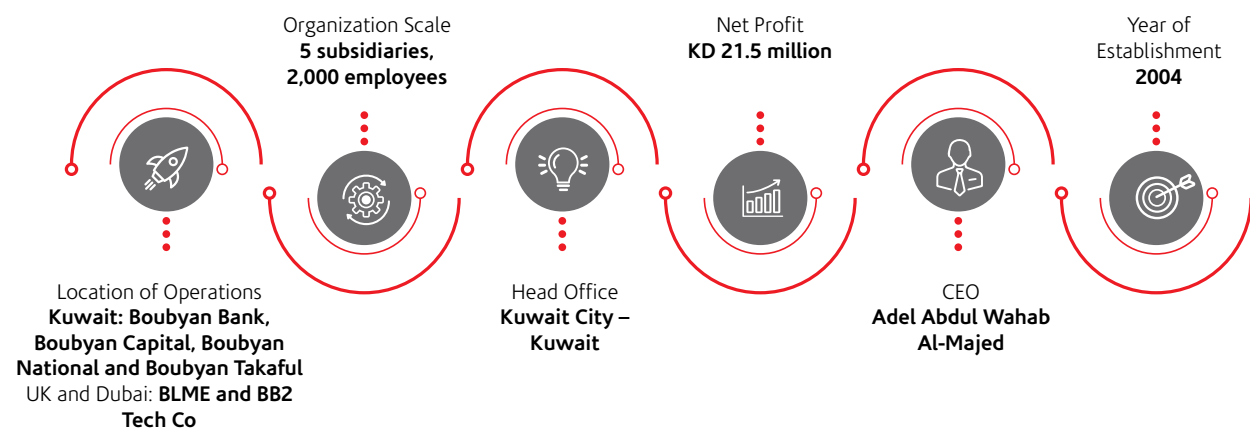 Location of Operations
Kuwait: Boubyan Bank,
Boubyan Capital, Boubyan
National and Boubyan Takaful
UK and Dubai: BLME and BB2
Tech Co
Organization Scale
5 subsidiaries,
2,000 employees
Head Office
Kuwait City –
Kuwait
Net Profit
KD 21.5 million
CEO
Adel Abdul Wahab
Al-Majed
Year of
Establishment
2004